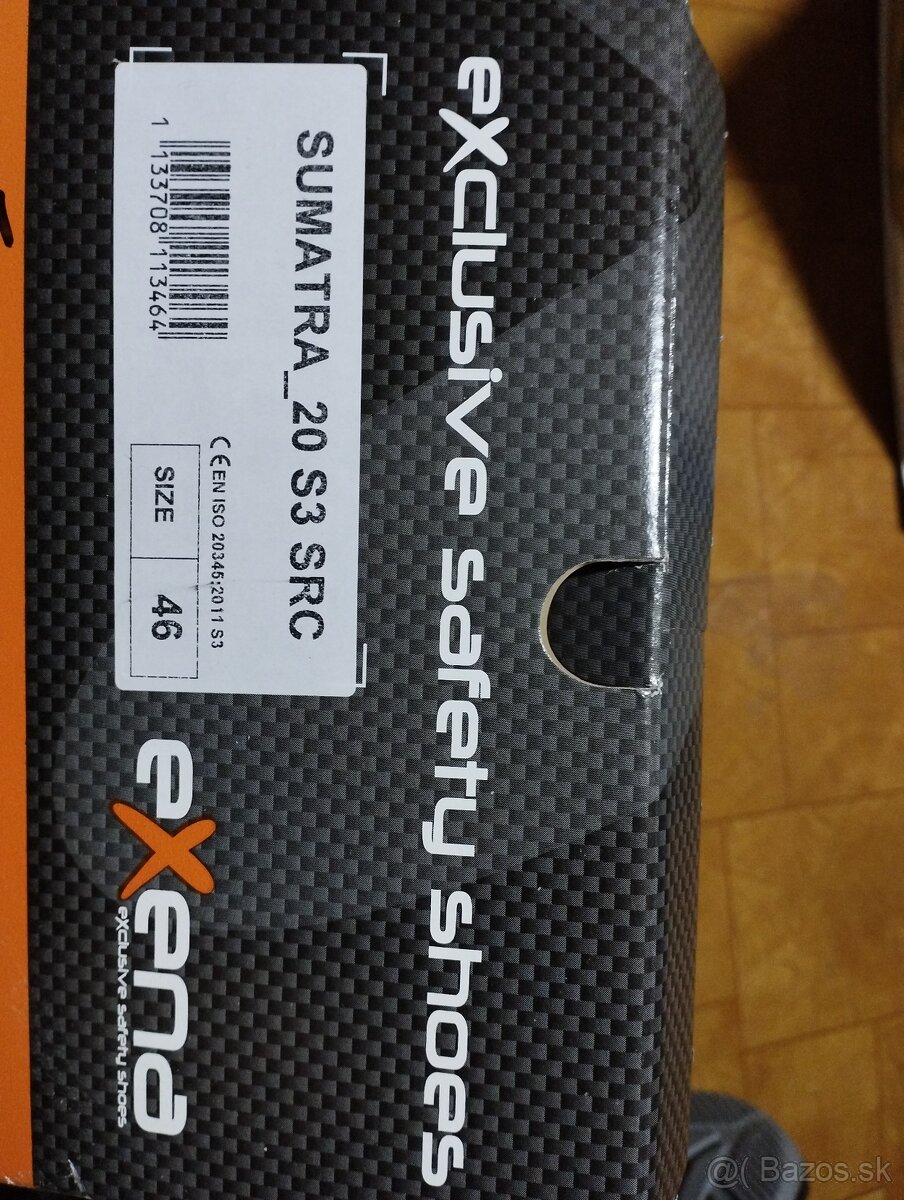 exclusive safety shoes
SUMATRA_20 S3 SRC
1 133708 113464
CE EN ISO 20345:2011 S3
SIZE 46
exena
exclusive safety shoes
@( Bazos.sk